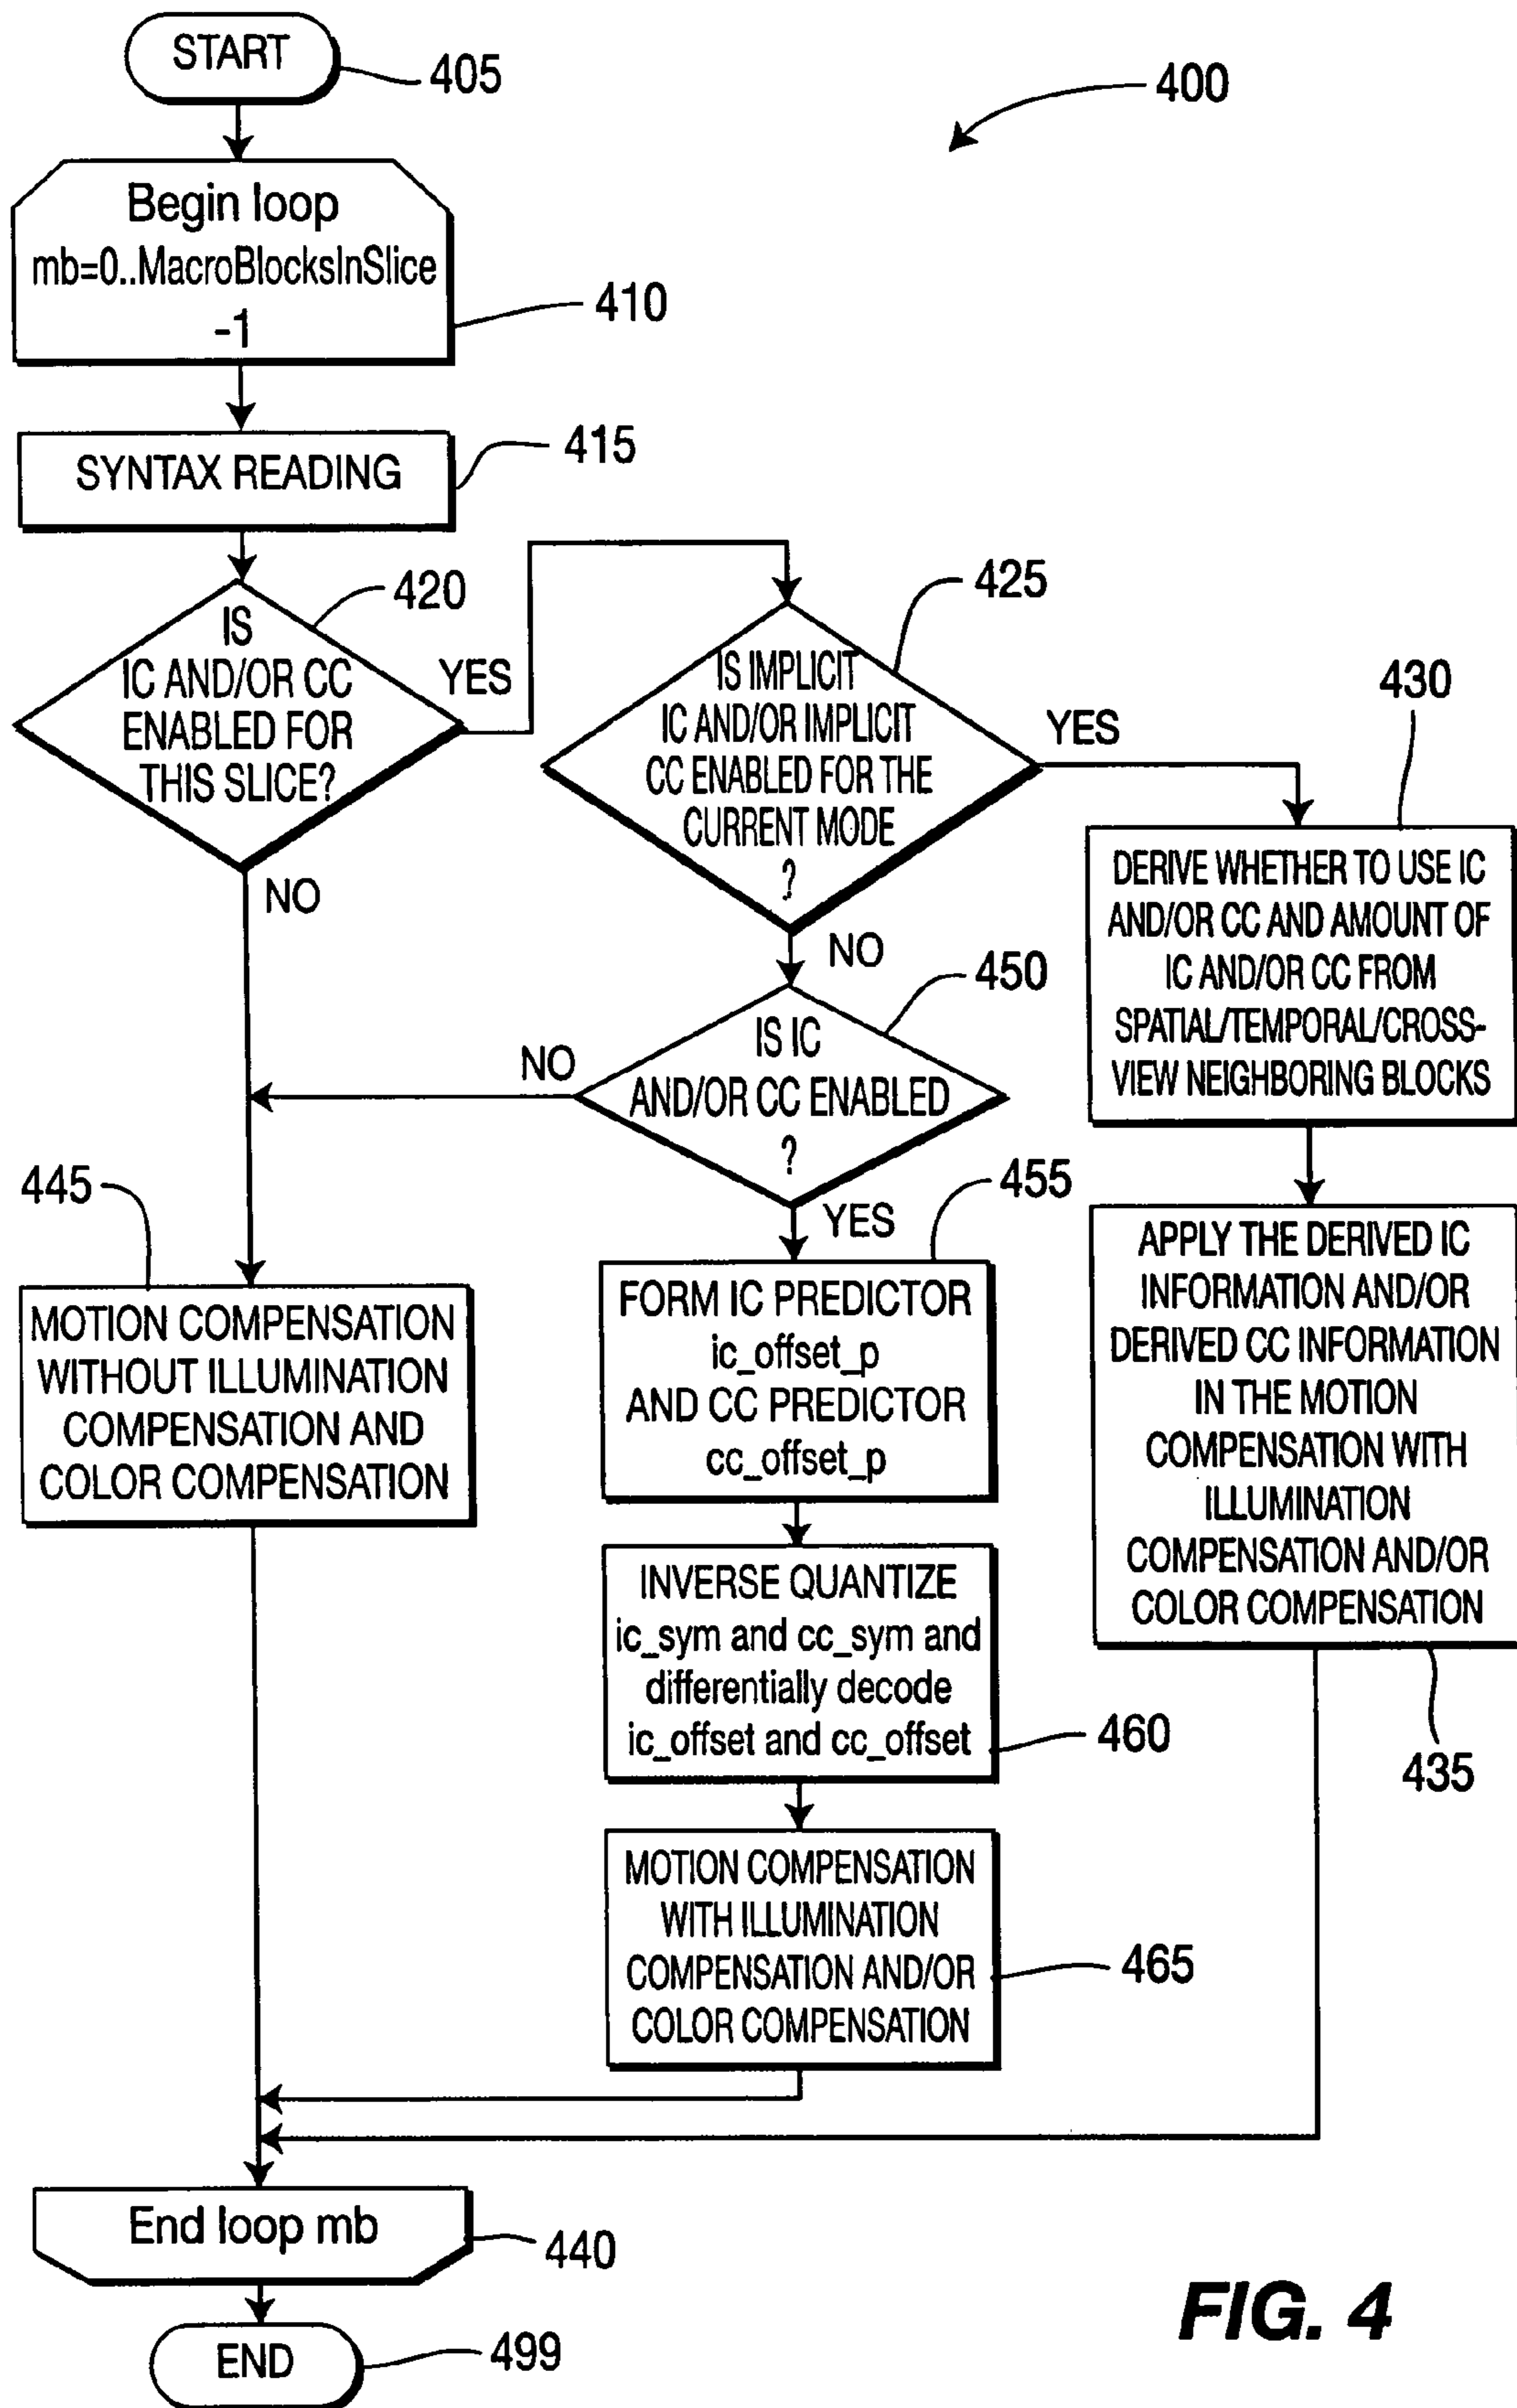 START
405
400
Begin loop
mb=0..MacroBlocksInSlice
-1
410
SYNTAX READING
415
IS
IC AND/OR CC
ENABLED FOR
THIS SLICE?
420
YES
NO
IS IMPLICIT
IC AND/OR IMPLICIT
CC ENABLED FOR THE
CURRENT MODE
?
425
YES
NO
430
DERIVE WHETHER TO USE IC
AND/OR CC AND AMOUNT OF
IC AND/OR CC FROM
SPATIAL/TEMPORAL/CROSS-
VIEW NEIGHBORING BLOCKS
IS IC
AND/OR CC ENABLED
?
450
NO
YES
445
MOTION COMPENSATION
WITHOUT ILLUMINATION
COMPENSATION AND
COLOR COMPENSATION
455
FORM IC PREDICTOR
ic_offset_p
AND CC PREDICTOR
cc_offset_p
APPLY THE DERIVED IC
INFORMATION AND/OR
DERIVED CC INFORMATION
IN THE MOTION
COMPENSATION WITH
ILLUMINATION
COMPENSATION AND/OR
COLOR COMPENSATION
435
INVERSE QUANTIZE
ic_sym and cc_sym and
differentially decode
ic_offset and cc_offset
460
MOTION COMPENSATION
WITH ILLUMINATION
COMPENSATION AND/OR
COLOR COMPENSATION
465
End loop mb
440
END
499
FIG. 4